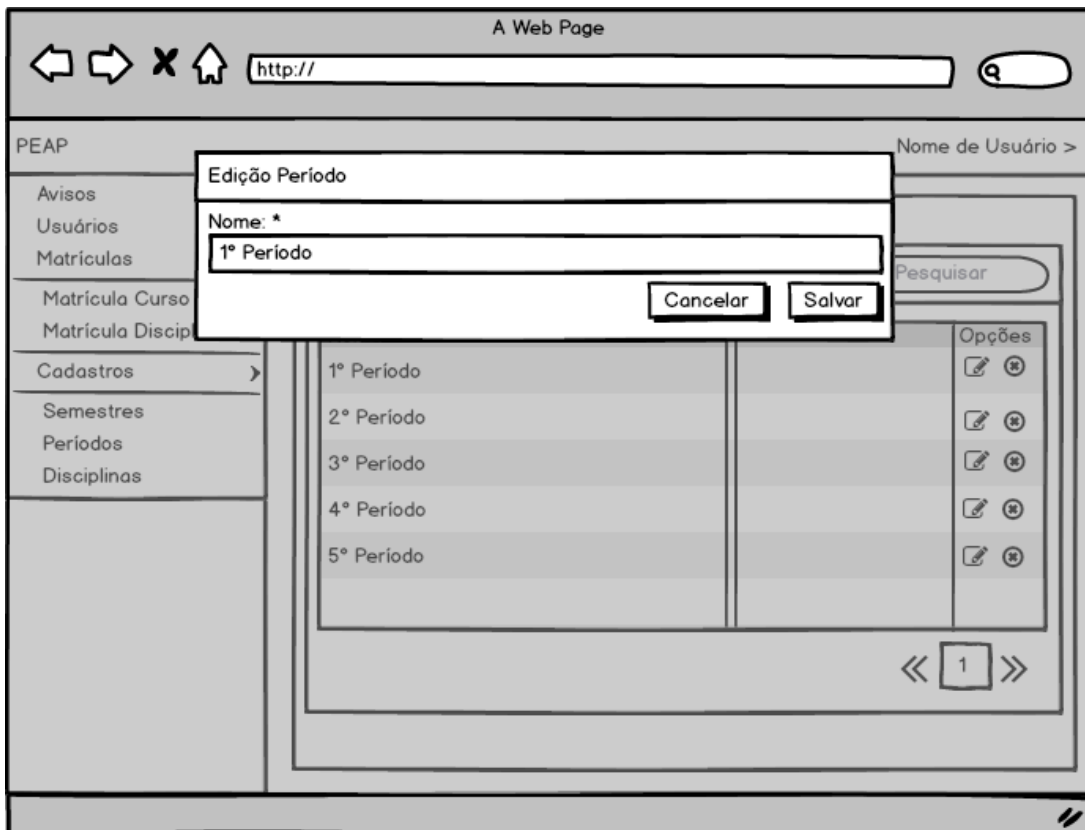 A Web Page
http://
PEAP
Nome de Usuário >
Edição Período
Nome: *
1º Período
Cancelar
Salvar
Avisos
Usuários
Matrículas
Matrícula Curso
Matrícula Discipl
Cadastros
Semestres
Períodos
Disciplinas
Pesquisar
Opções
1º Período
2º Período
3º Período
4º Período
5º Período
1